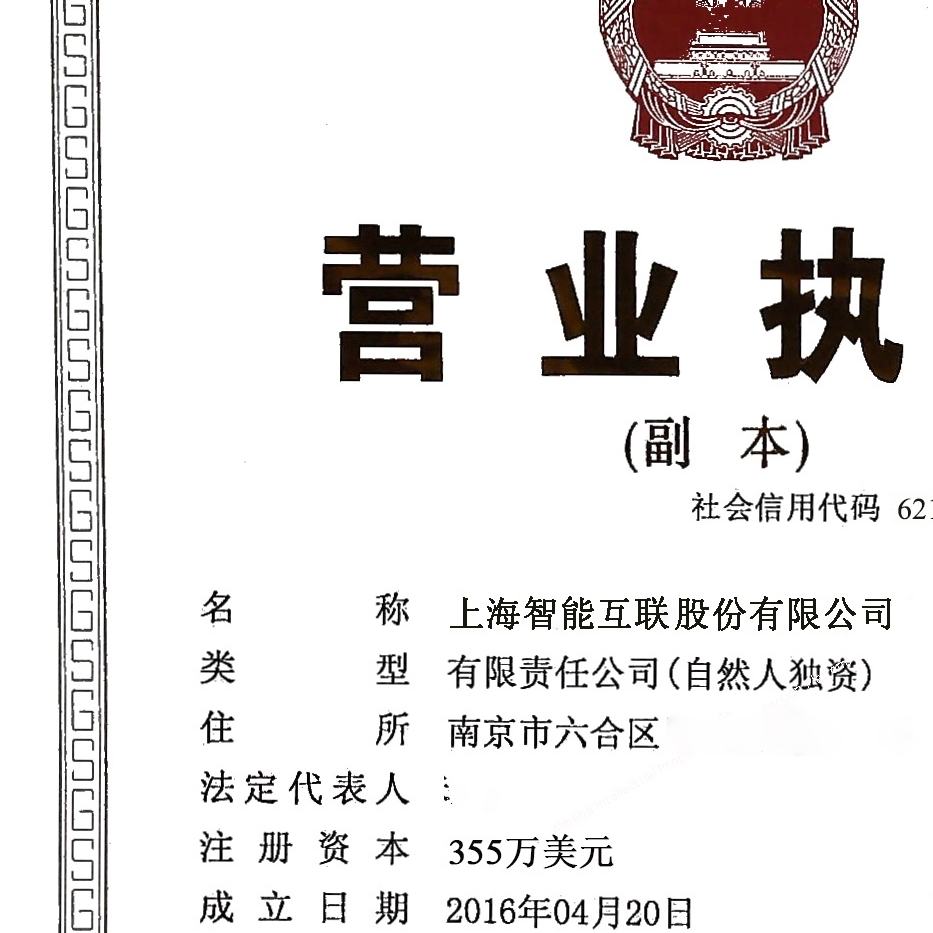 营业执
(副 本)
社会信用代码 621
名 称 上海智能互联股份有限公司
类 型 有限责任公司(自然人独资)
住 所 南京市六合区
法定代表人
注册资本 355万美元
成立日期 2016年04月20日